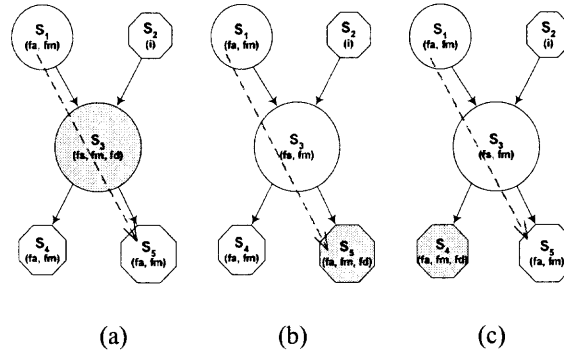 S1 (fa, fm)
S2 (i)
S3 (fa, fm, fd)
S4 (fa, fm)
S5 (fa, fm)
(a)
S1 (fa, fm)
S2 (i)
S3 (fa, fm)
S4 (fa, fm)
S5 (fa, fm, fd)
(b)
S1 (fa, fm)
S2 (i)
S3 (fa, fm)
S4 (fa, fm, fd)
S5 (fa, fm)
(c)